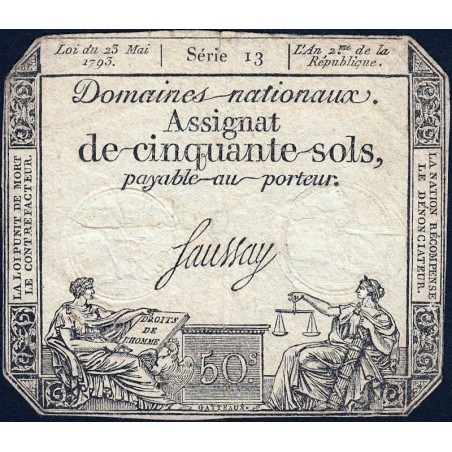 Loi du 23 Mai
1793.
Série 13
L'An 2.me de la
République.
Domaines nationaux.
Assignat
de cinquante sols,
payable au porteur.
Saussay
LA LOI PUNIT DE MORT
LE CONTREFACTEUR.
LA NATION RÉCOMPENSE
LE DÉNONCIATEUR.
DROITS
DE
L'HOMME
50.s
GATTEAUX